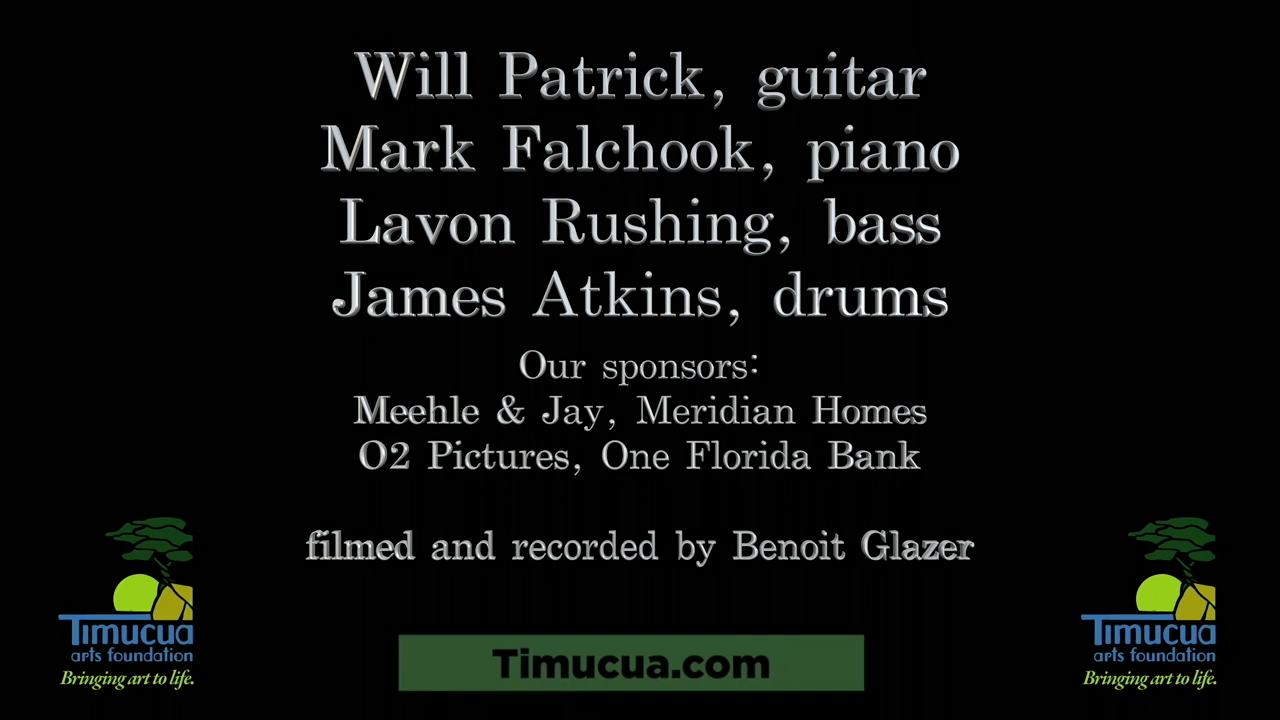 Will Patrick, guitar
Mark Falchook, piano
Lavon Rushing, bass
James Atkins, drums
Our sponsors:
Meehle & Jay, Meridian Homes
O2 Pictures, One Florida Bank
filmed and recorded by Benoit Glazer
Timucua
arts foundation
Bringing art to life.
Timucua.com
Timucua
arts foundation
Bringing art to life.